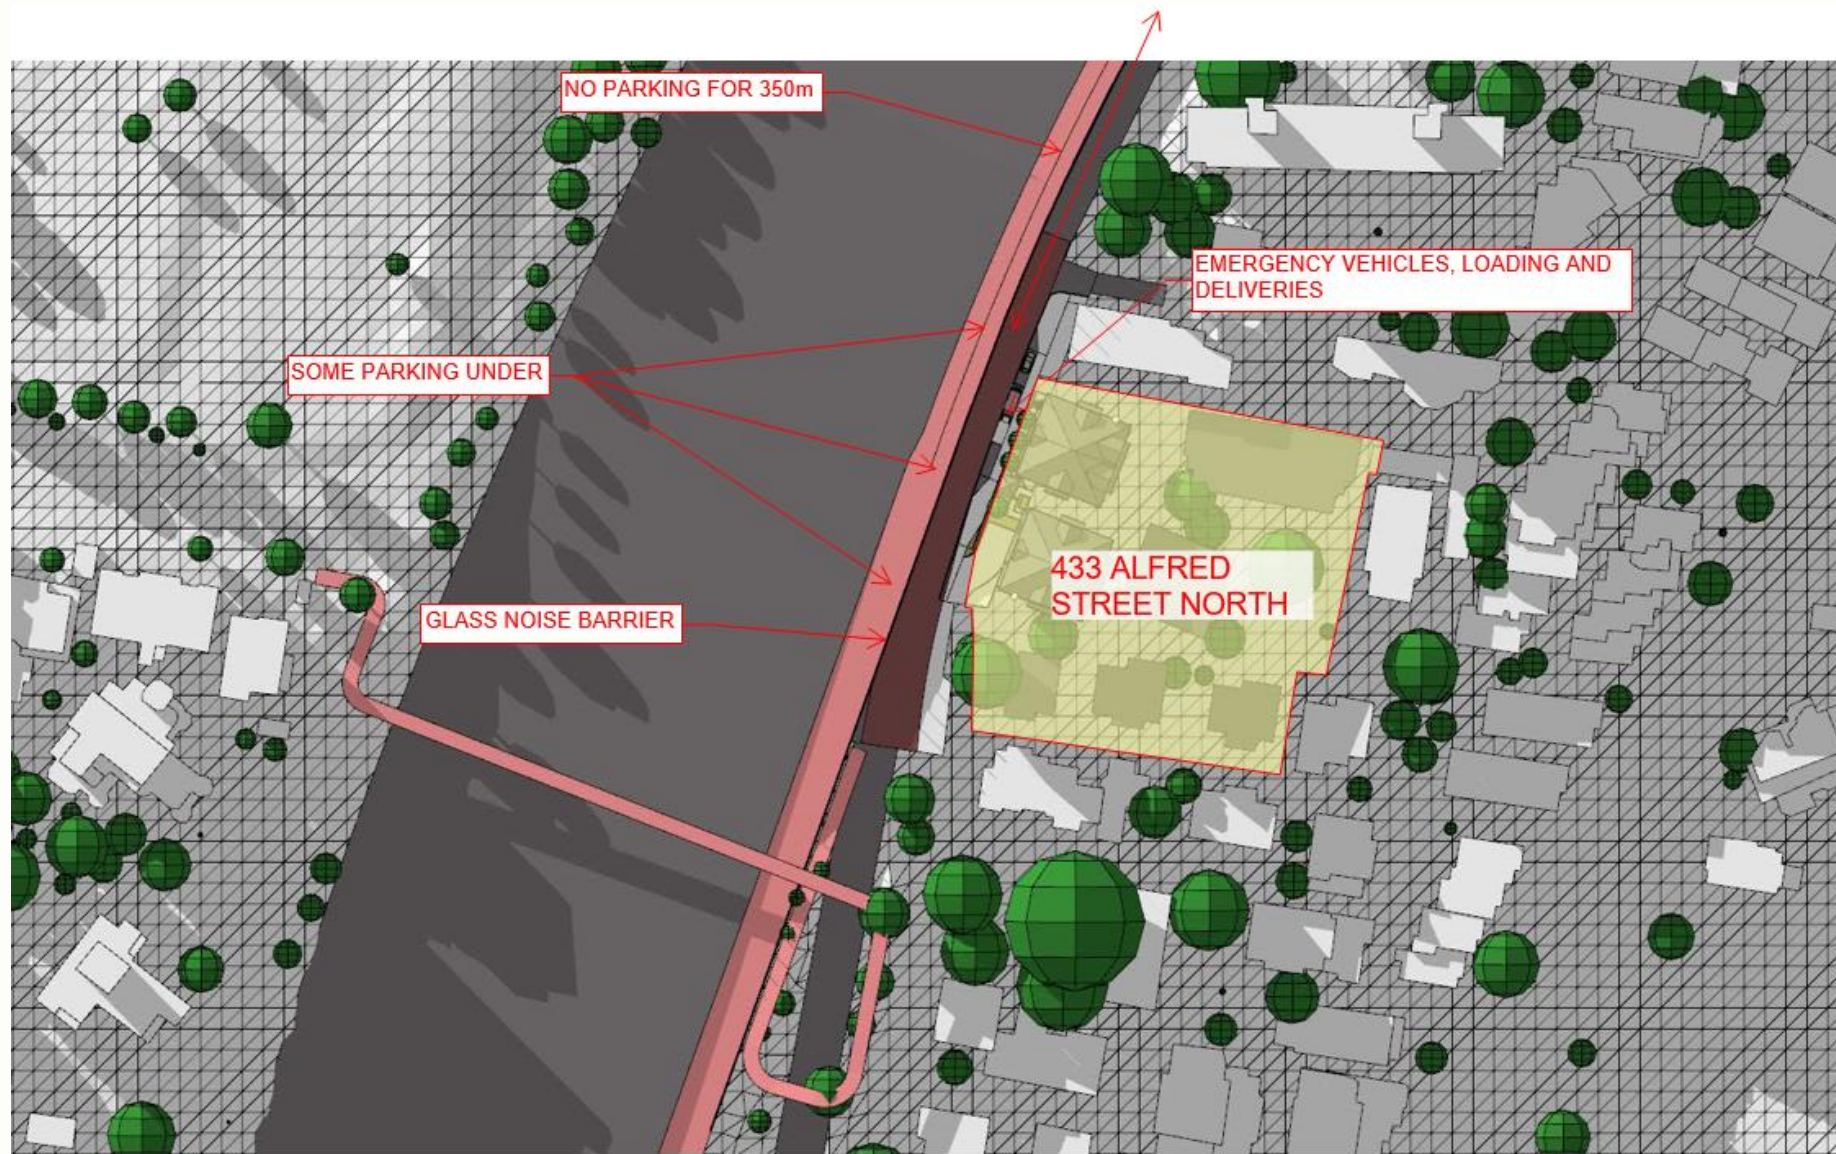 NO PARKING FOR 350m
EMERGENCY VEHICLES, LOADING AND
DELIVERIES
SOME PARKING UNDER
433 ALFRED
STREET NORTH
GLASS NOISE BARRIER